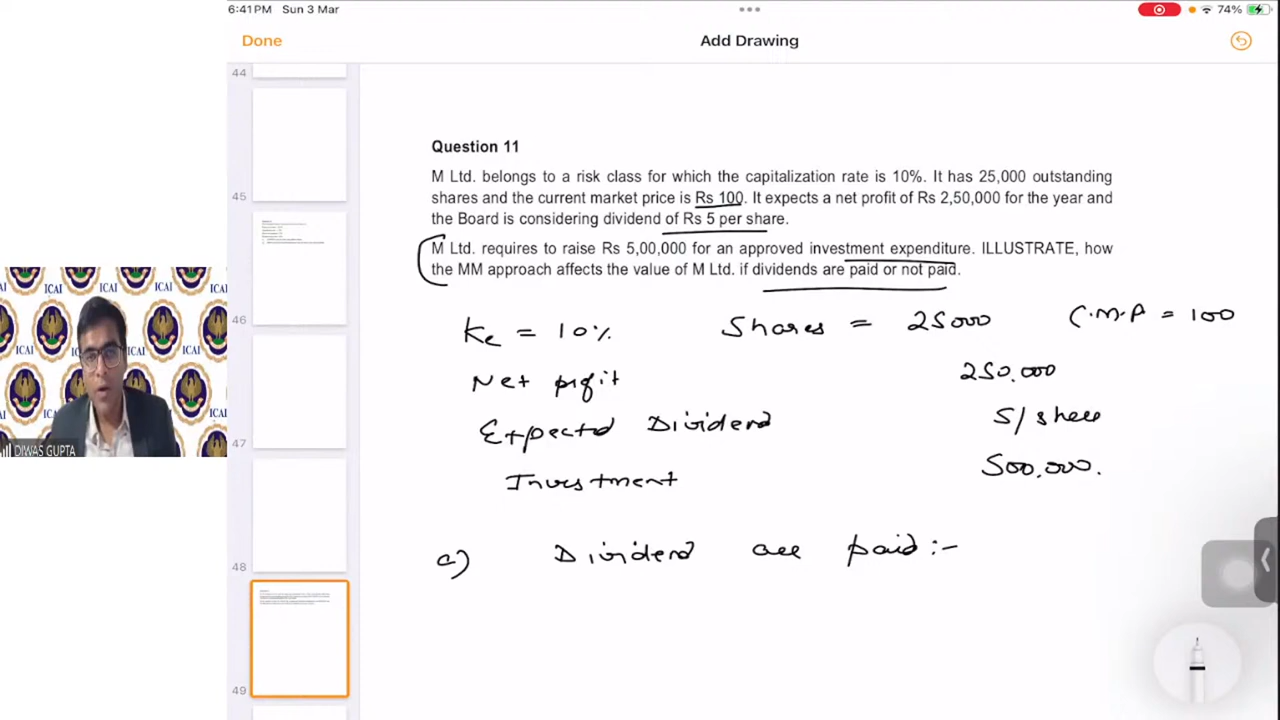 6:41 PM Sun 3 Mar
74%
Done
Add Drawing
44
45
46
47
48
49
ICAI
ICAI
ICAI
ICAI
DIWAS GUPTA
Question 11
M Ltd. belongs to a risk class for which the capitalization rate is 10%. It has 25,000 outstanding
shares and the current market price is Rs 100. It expects a net profit of Rs 2,50,000 for the year and
the Board is considering dividend of Rs 5 per share.
M Ltd. requires to raise Rs 5,00,000 for an approved investment expenditure. ILLUSTRATE, how
the MM approach affects the value of M Ltd. if dividends are paid or not paid.
Ke = 10% Shares = 25000 C.M.P = 100
Net profit 250.000
Expected Dividend 5/ share
Investment 500.000.
a) Dividend are paid :-